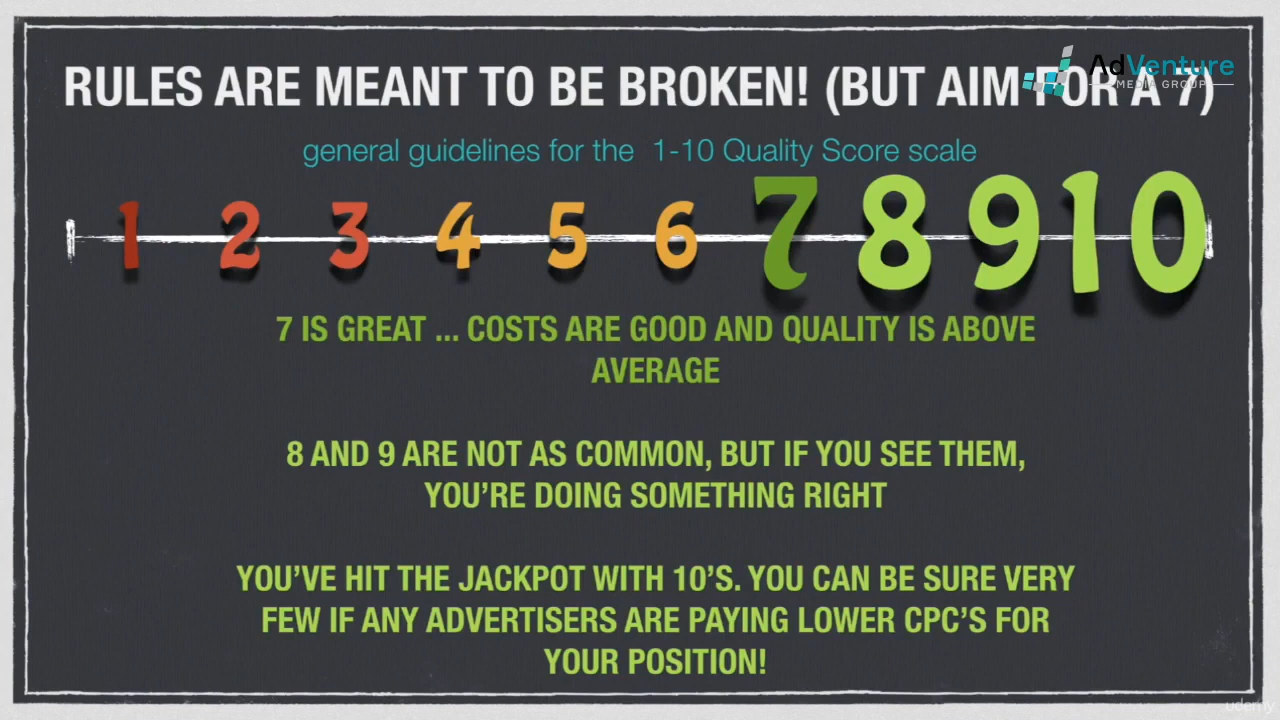 RULES ARE MEANT TO BE BROKEN! (BUT AIM FOR A 7)
AdVenture
MEDIA GROUP
general guidelines for the 1-10 Quality Score scale
1 2 3 4 5 6 7 8 9 10
7 IS GREAT ... COSTS ARE GOOD AND QUALITY IS ABOVE
AVERAGE
8 AND 9 ARE NOT AS COMMON, BUT IF YOU SEE THEM,
YOU'RE DOING SOMETHING RIGHT
YOU'VE HIT THE JACKPOT WITH 10'S. YOU CAN BE SURE VERY
FEW IF ANY ADVERTISERS ARE PAYING LOWER CPC'S FOR
YOUR POSITION!
udemy